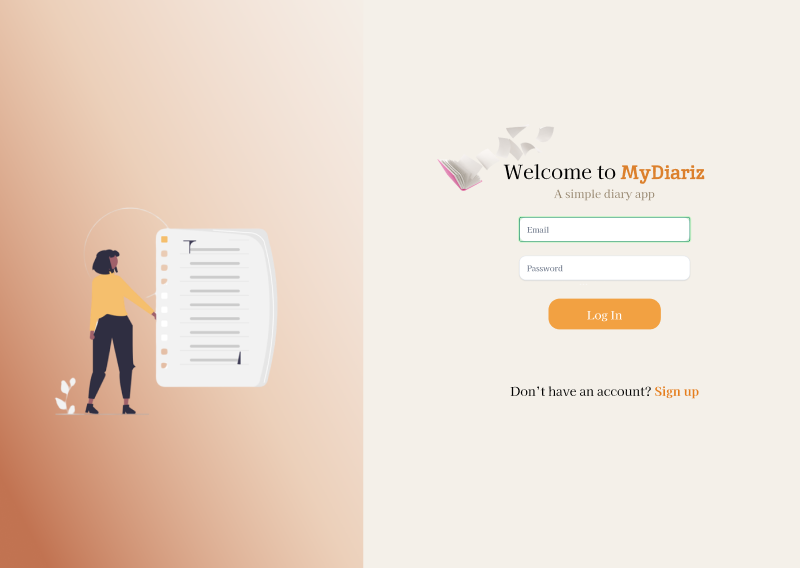 Welcome to MyDiariz
A simple diary app
Email
Password
Log In
Don't have an account? Sign up